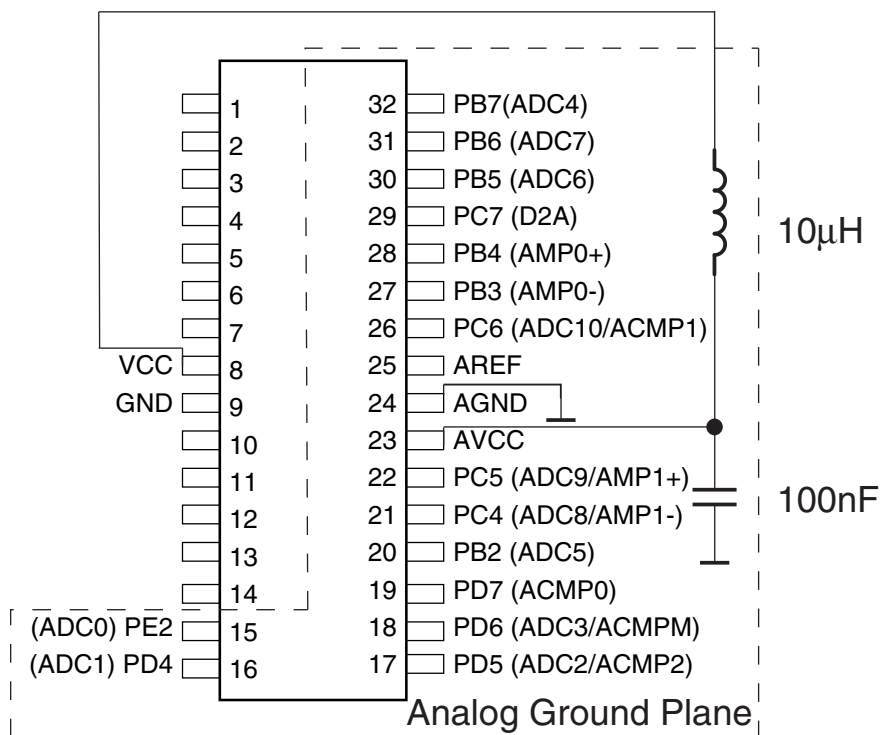 1 32 PB7(ADC4)
2 31 PB6 (ADC7)
3 30 PB5 (ADC6)
4 29 PC7 (D2A)
5 28 PB4 (AMP0+)
6 27 PB3 (AMP0-)
7 26 PC6 (ADC10/ACMP1)
VCC 8 25 AREF
GND 9 24 AGND
10 23 AVCC
11 22 PC5 (ADC9/AMP1+)
12 21 PC4 (ADC8/AMP1-)
13 20 PB2 (ADC5)
14 19 PD7 (ACMP0)
(ADC0) PE2 15 18 PD6 (ADC3/ACMPM)
(ADC1) PD4 16 17 PD5 (ADC2/ACMP2)
10μH
100nF
Analog Ground Plane